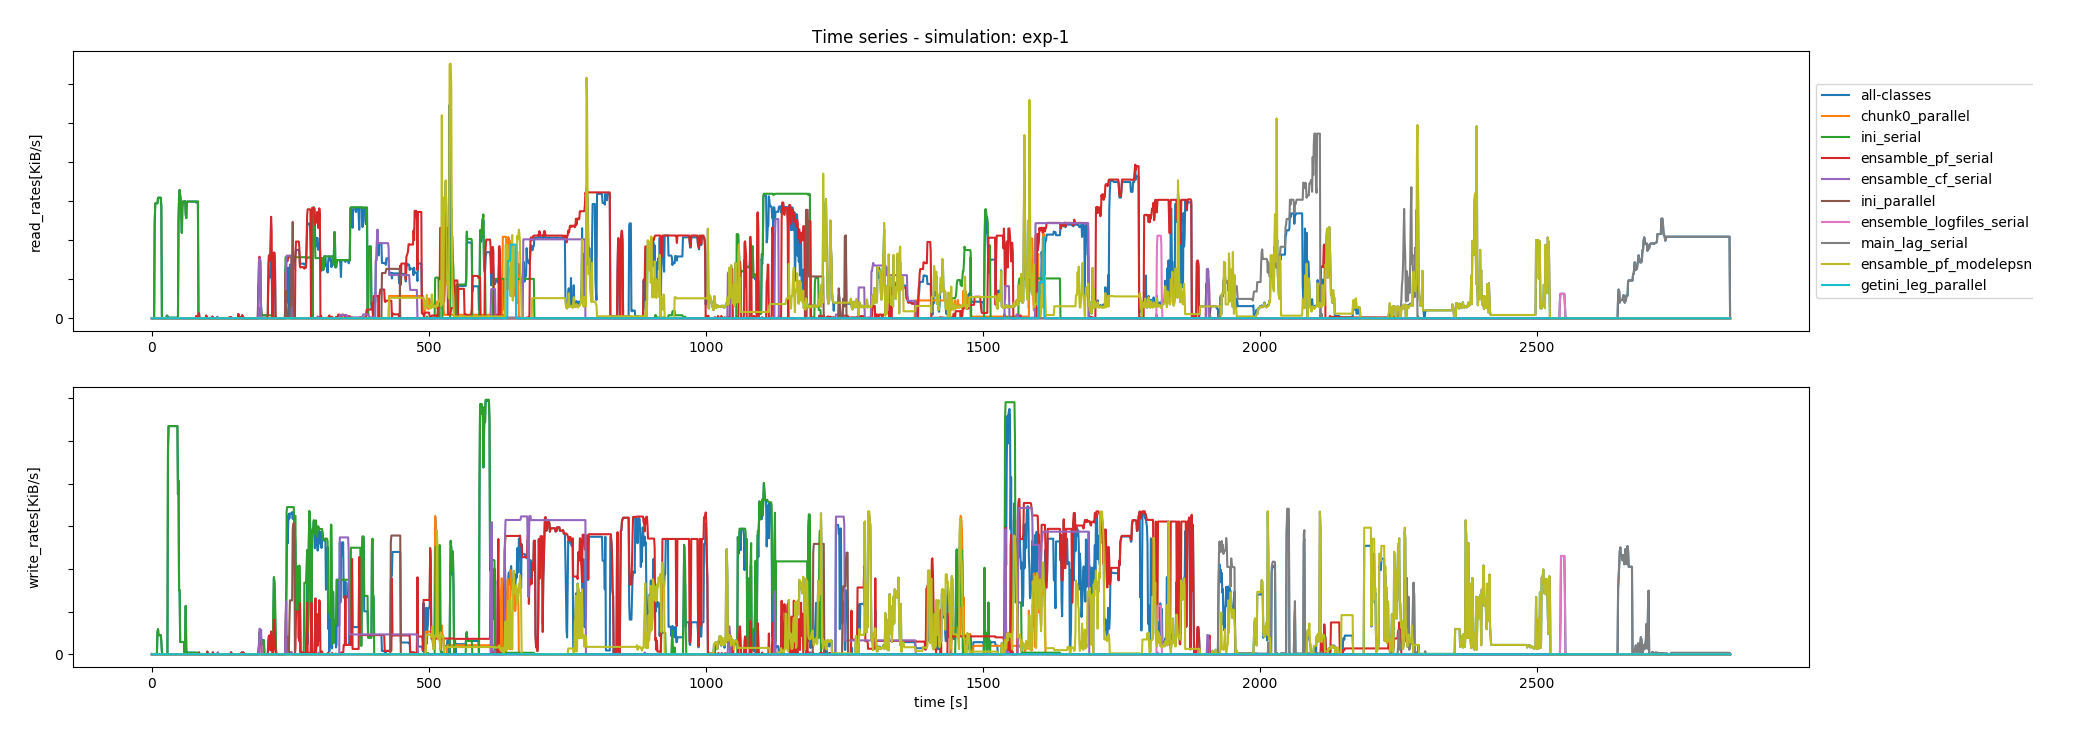 Time series - simulation: exp-1
read_rates[KiB/s]
0
0 500 1000 1500 2000 2500
all-classes
chunk0_parallel
ini_serial
ensamble_pf_serial
ensamble_cf_serial
ini_parallel
ensemble_logfiles_serial
main_lag_serial
ensamble_pf_modelepsn
getini_leg_parallel
write_rates[KiB/s]
0
0 500 1000 1500 2000 2500
time [s]